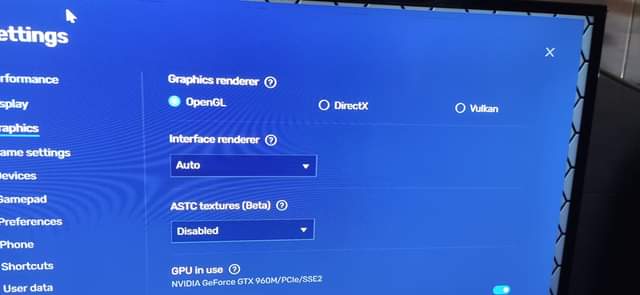 ettings
rformance
splay
raphics
ame settings
evices
Gamepad
Preferences
Phone
Shortcuts
User data
Graphics renderer ?
OpenGL DirectX Vulkan
Interface renderer ?
Auto
ASTC textures (Beta) ?
Disabled
GPU in use ?
NVIDIA GeForce GTX 960M/PCIe/SSE2